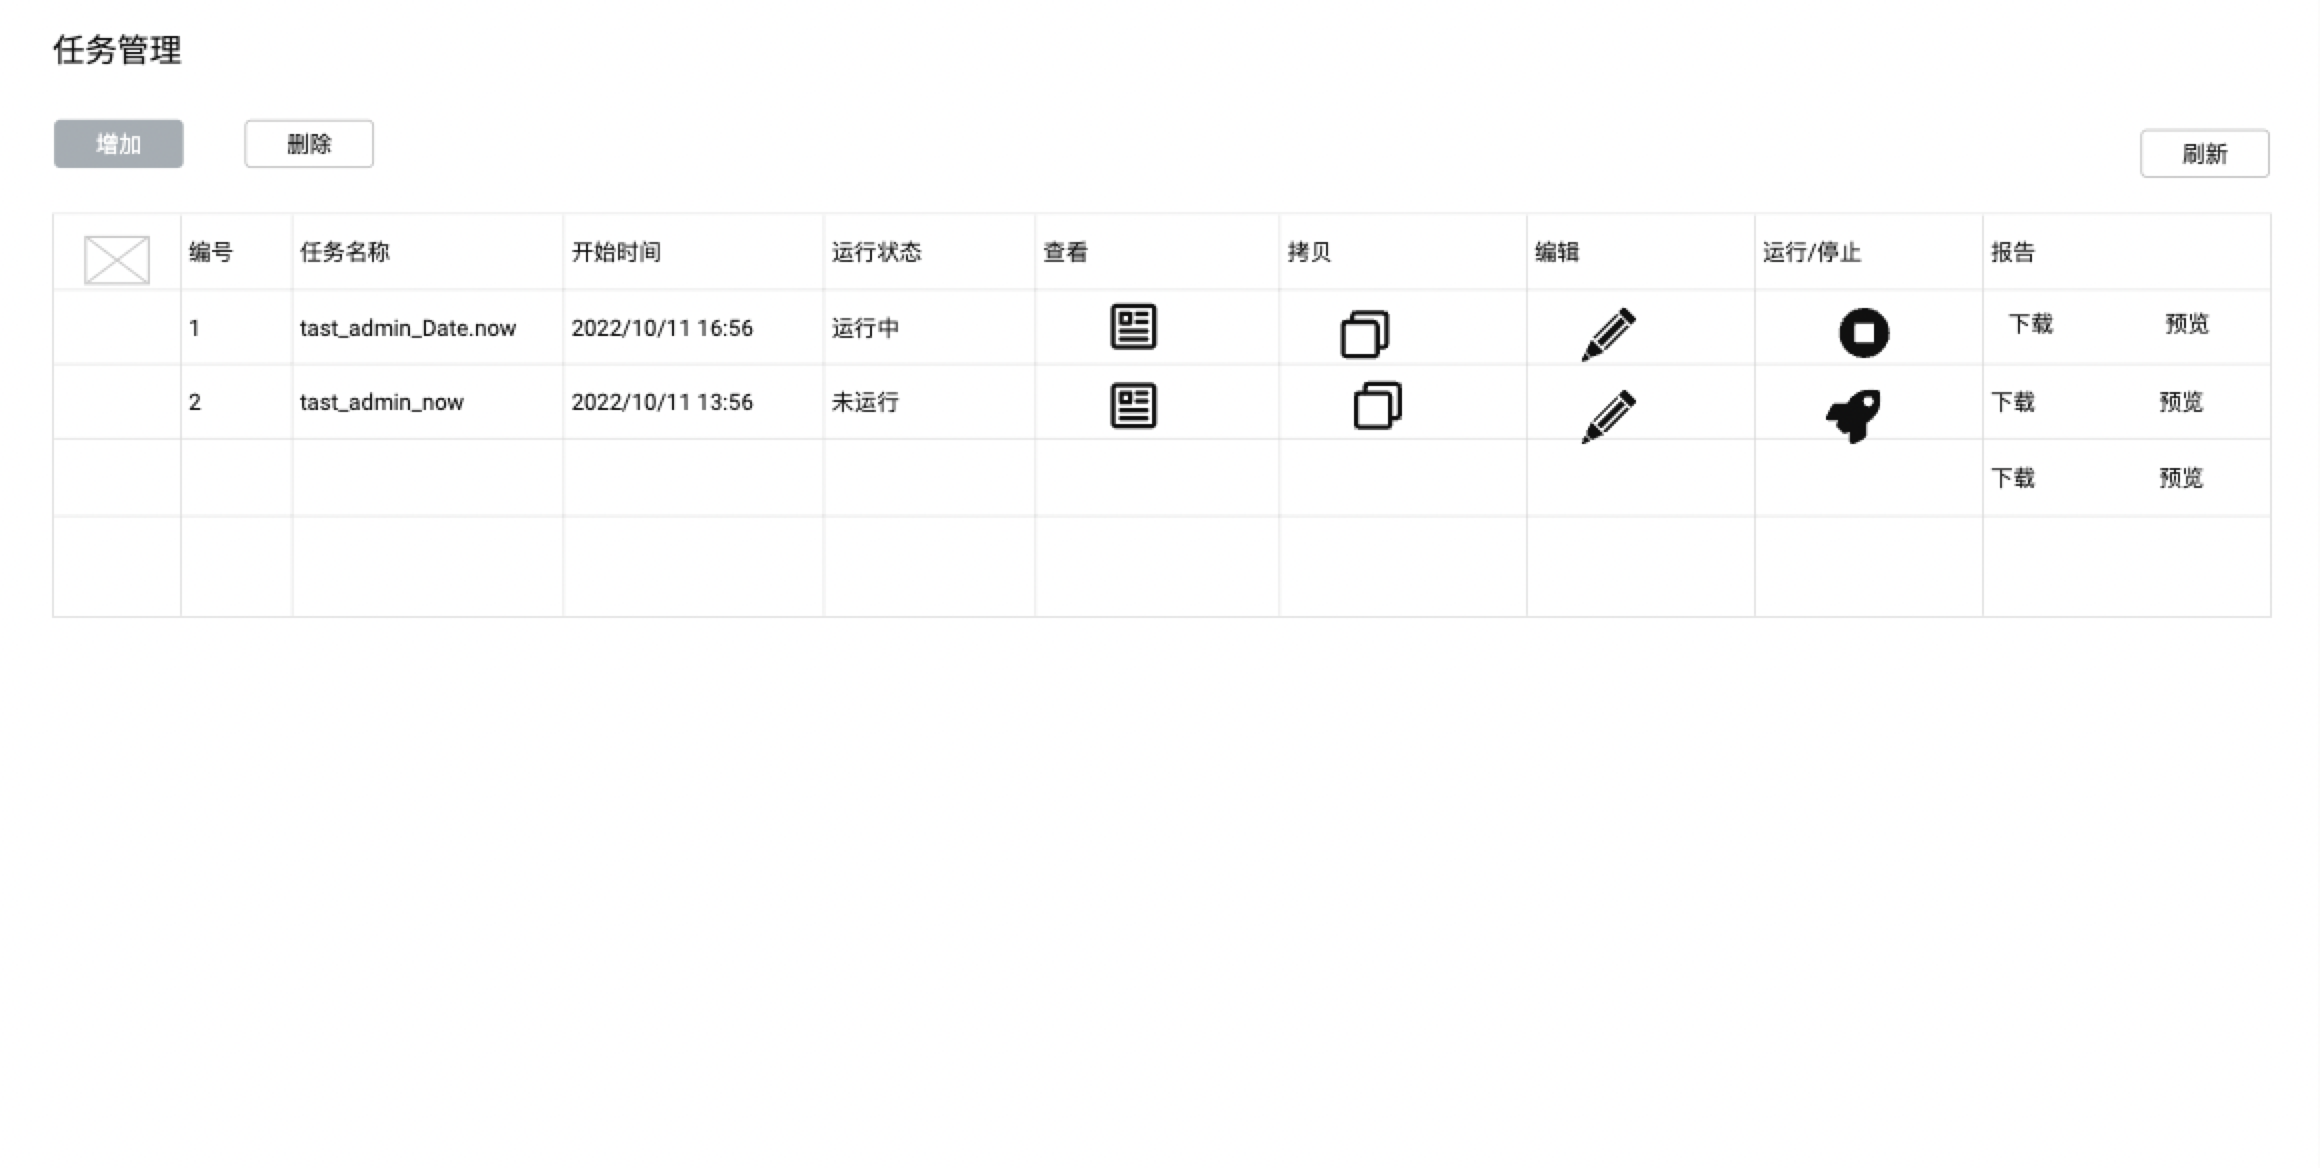 任务管理
增加 删除 刷新
编号 任务名称 开始时间 运行状态 查看 拷贝 编辑 运行/停止 报告
1 tast_admin_Date.now 2022/10/11 16:56 运行中 下载 预览
2 tast_admin_now 2022/10/11 13:56 未运行 下载 预览
下载 预览